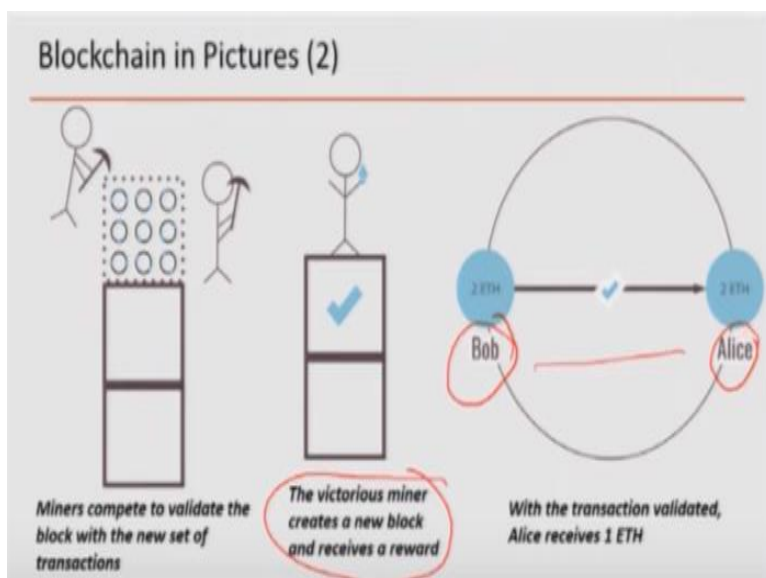 Blockchain in Pictures (2)
2 ETH
2 ETH
Bob
Alice
Miners compete to validate the
block with the new set of
transactions
The victorious miner
creates a new block
and receives a reward
With the transaction validated,
Alice receives 1 ETH